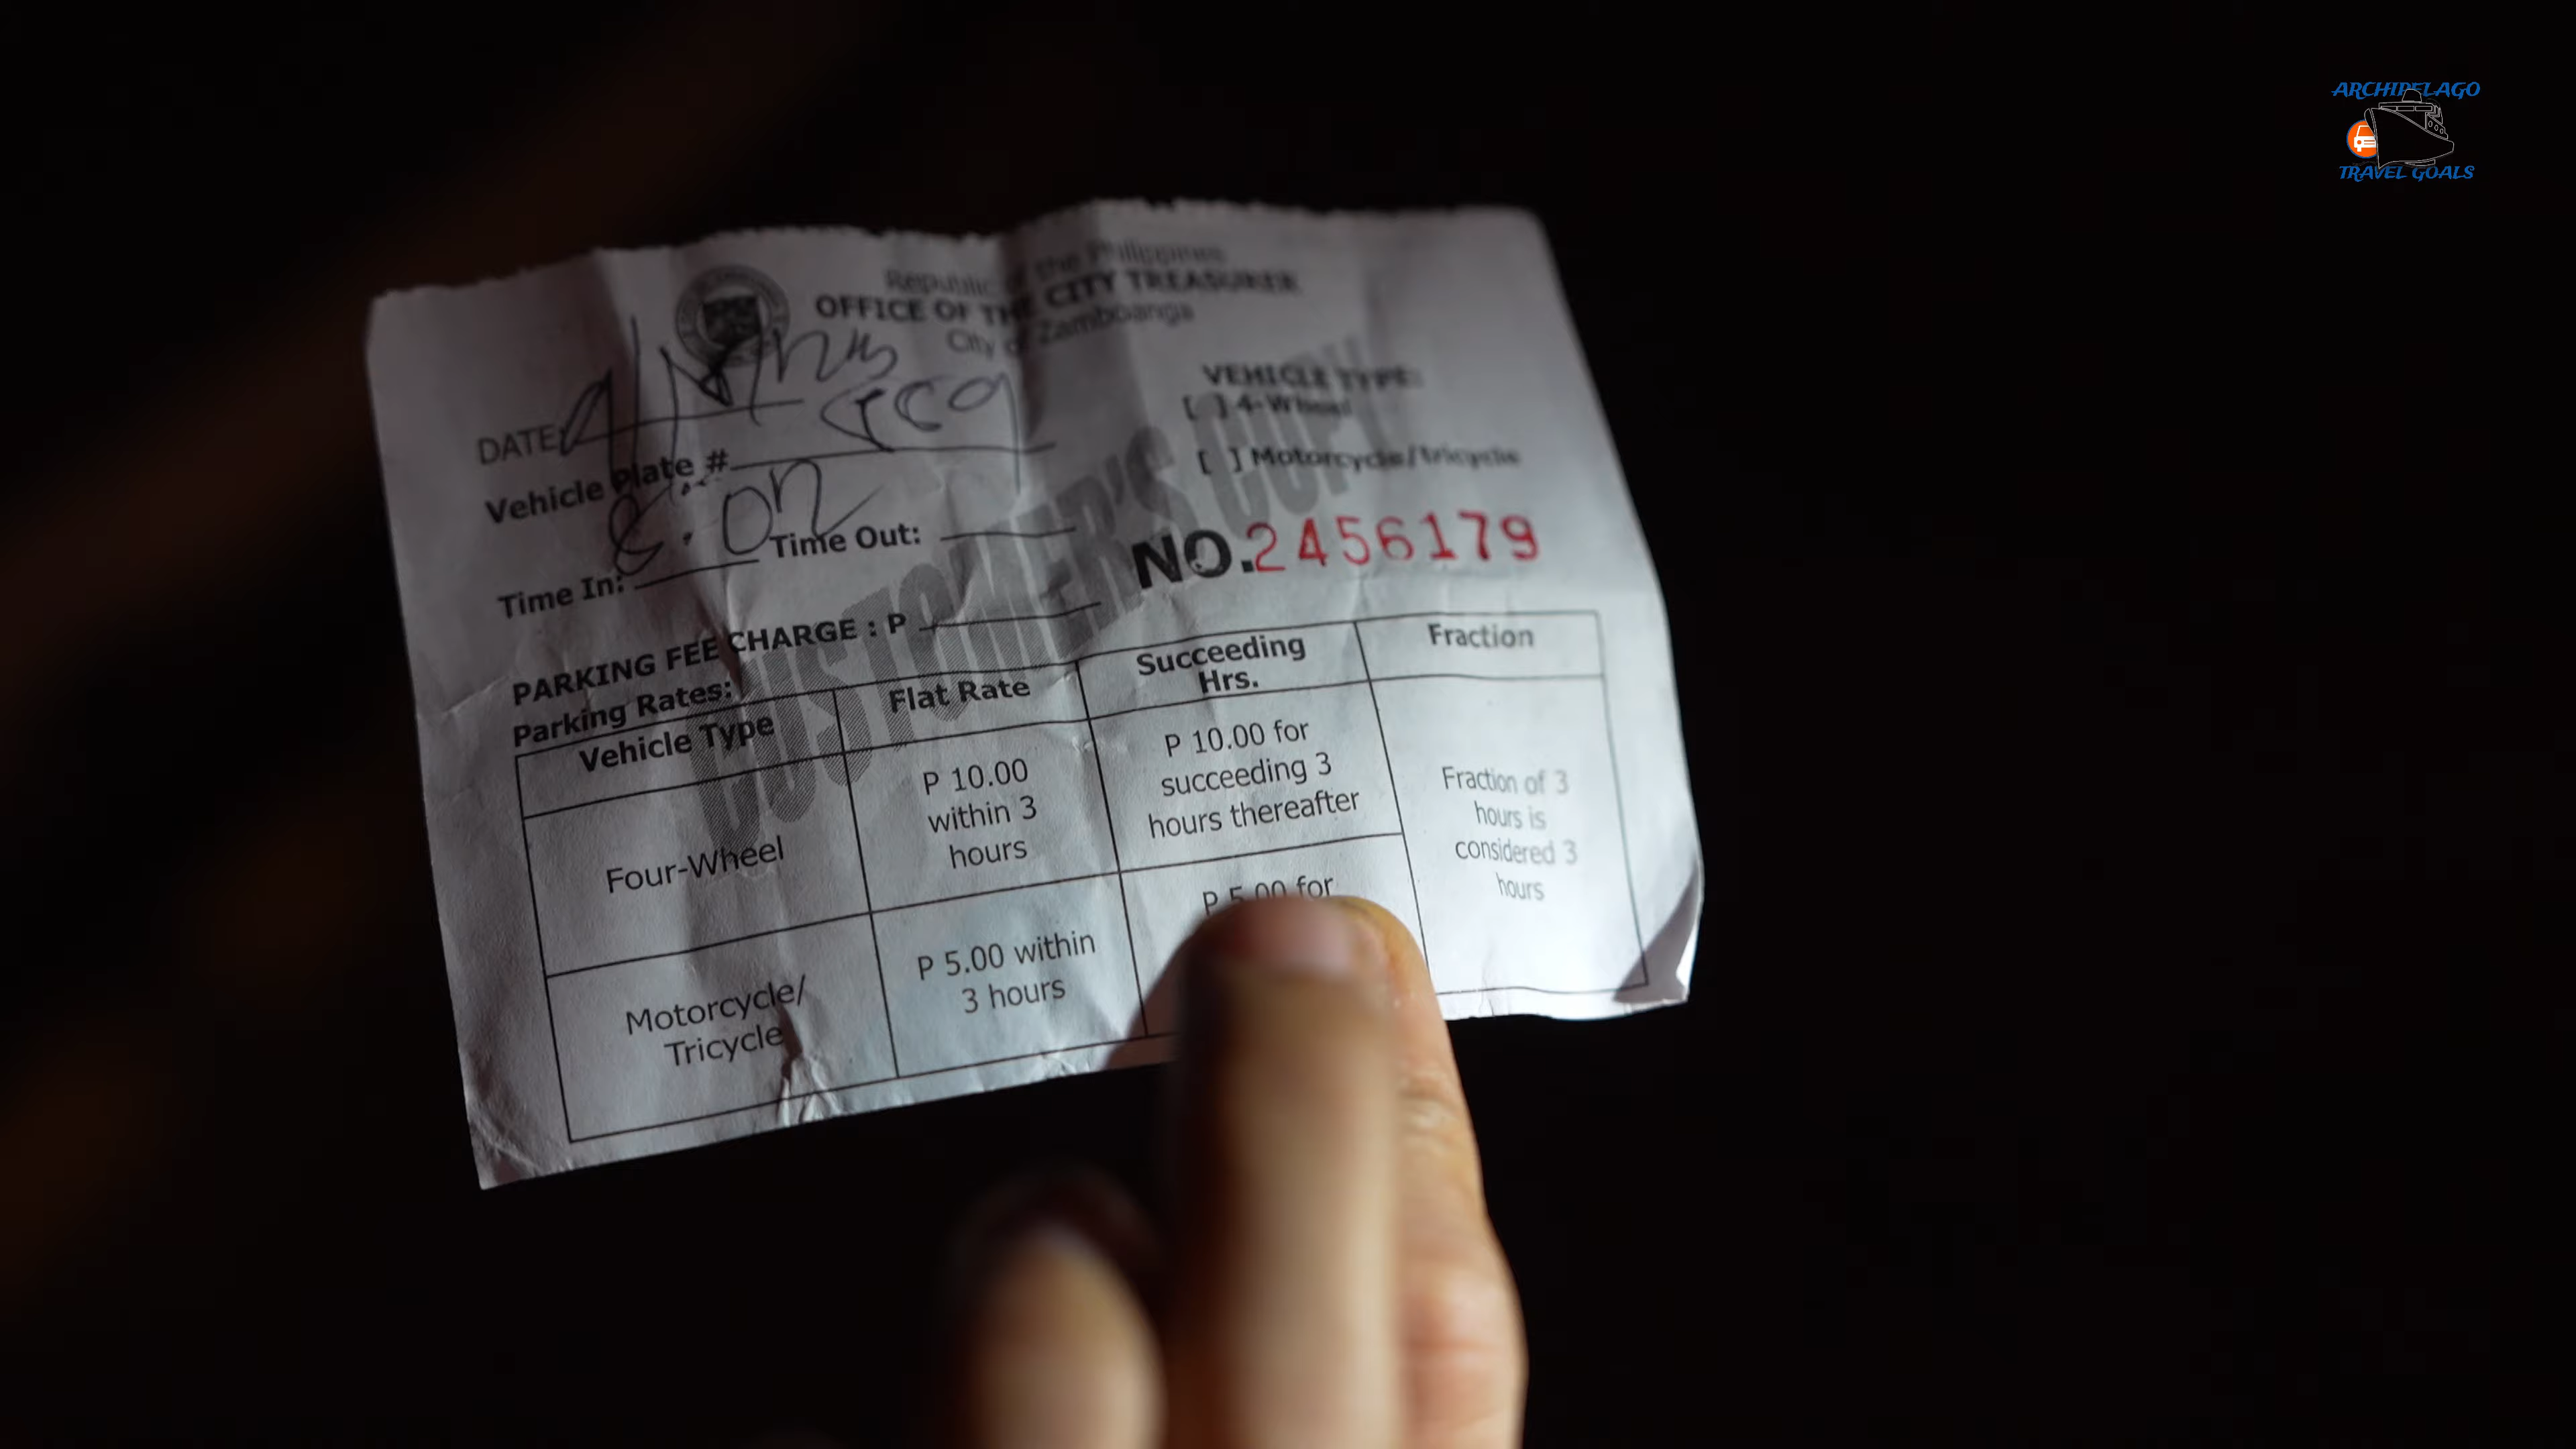 ARCHIPELAGO
TRAVEL GOALS
Republic of the Philippines
OFFICE OF THE CITY TREASURER
City of Zamboanga
DATE:
Vehicle Plate #
Time In: Time Out:
PARKING FEE CHARGE : P
VEHICLE TYPE:
[ ] 4-Wheel
[ ] Motorcycle/tricycle
NO.2456179
CUSTOMER'S COPY
Parking Rates:
Vehicle Type
Flat Rate
Succeeding
Hrs.
Fraction
Four-Wheel
P 10.00
within 3
hours
P 10.00 for
succeeding 3
hours thereafter
Fraction of 3
hours is
considered 3
hours
Motorcycle/
Tricycle
P 5.00 within
3 hours
P 5.00 for